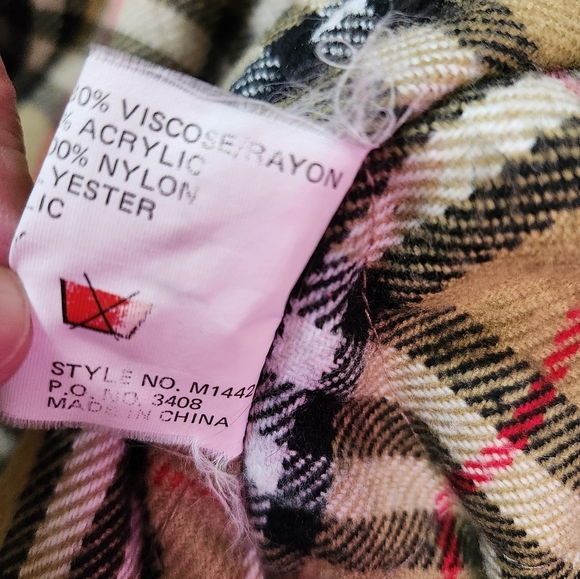 0% VISCOSE/RAYON
% ACRYLIC
00% NYLON
YESTER
LIC
STYLE NO. M1442
P.O. NO. 3408
MADE IN CHINA